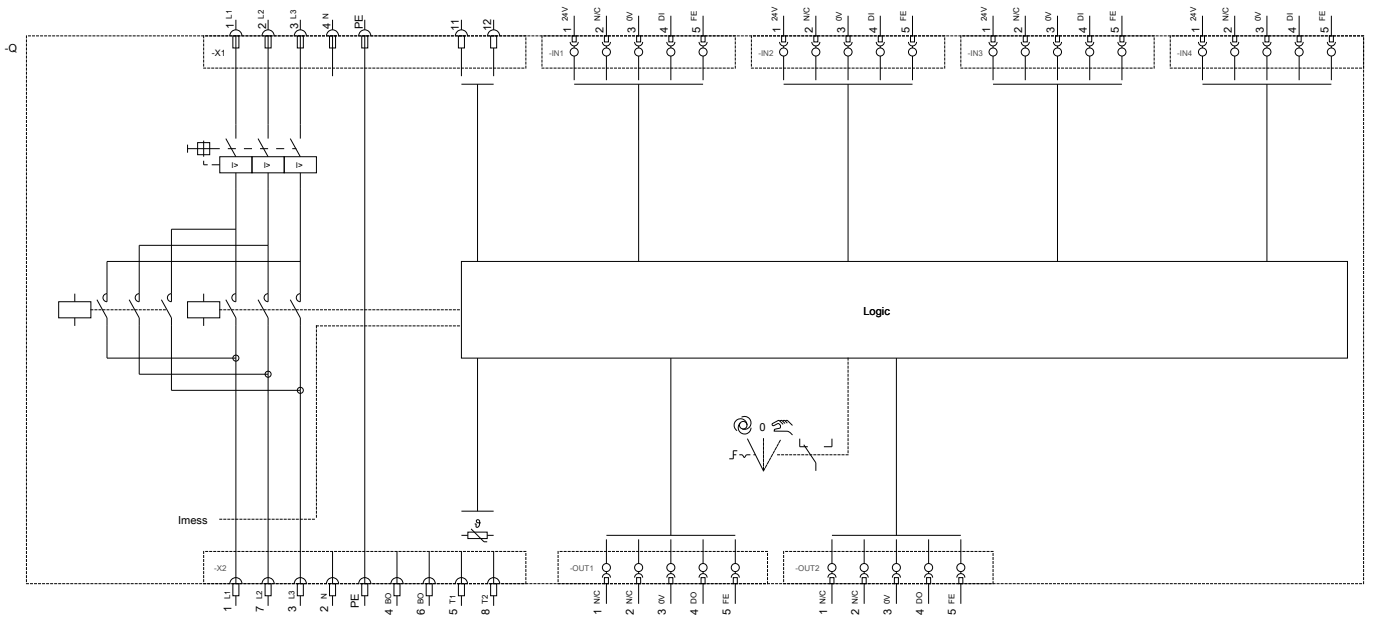 -Q
1 L1
2 L2
3 L3
4 N
PE
11
12
-X1
1 24V
2 N/C
3 0V
4 DI
5 FE
-IN1
1 24V
2 N/C
3 0V
4 DI
5 FE
-IN2
1 24V
2 N/C
3 0V
4 DI
5 FE
-IN3
1 24V
2 N/C
3 0V
4 DI
5 FE
-IN4
I>
I>
I>
Logic
0
Imess
ϑ
-X2
1 L1
7 L2
3 L3
2 N
PE
4 BO
6 BO
5 T1
8 T2
-OUT1
1 N/C
2 N/C
3 0V
4 DO
5 FE
-OUT2
1 N/C
2 N/C
3 0V
4 DO
5 FE